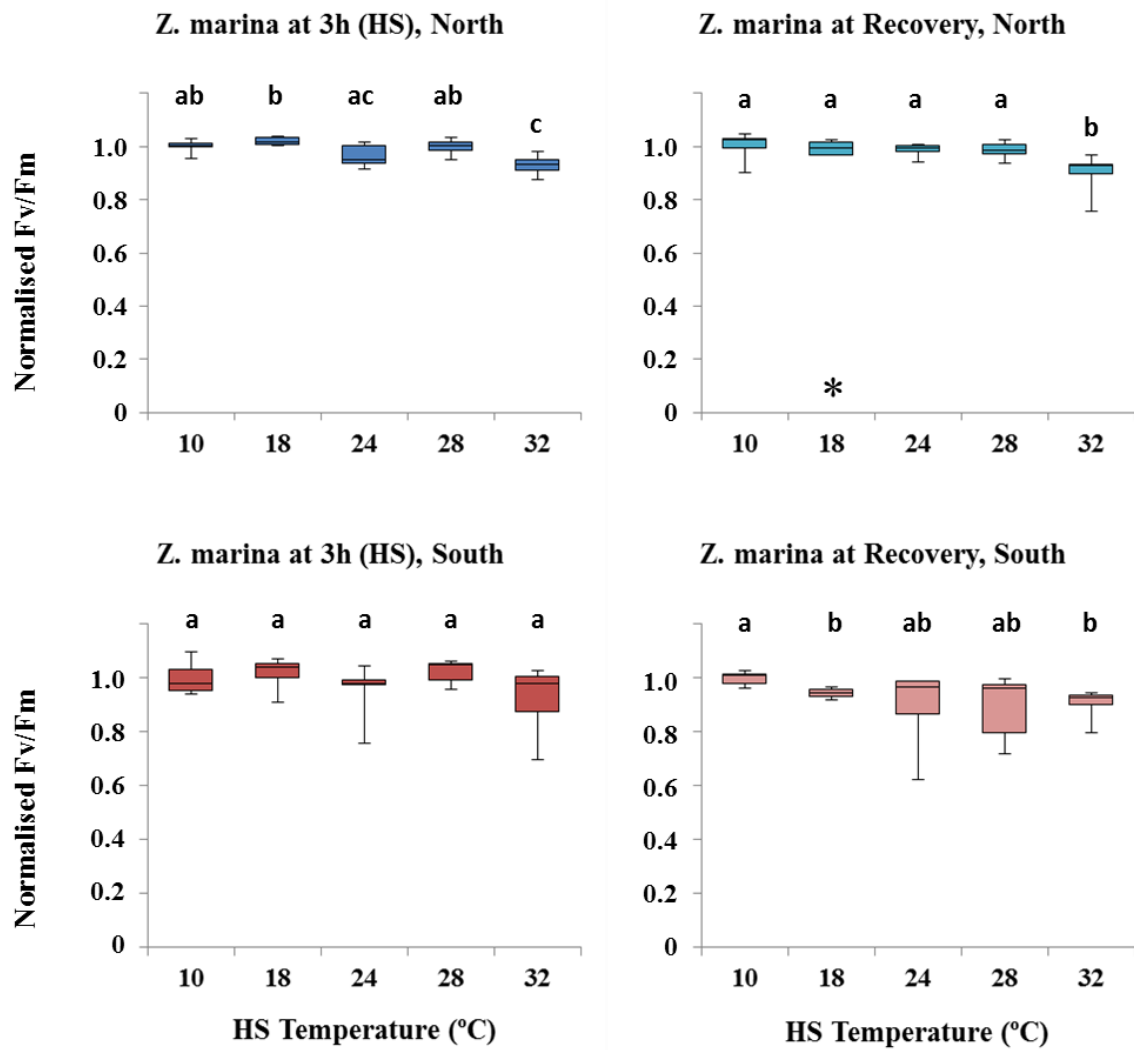 Z. marina at 3h (HS), North
Normalised Fv/Fm
ab b ac ab c
1.0
0.8
0.6
0.4
0.2
0
10 18 24 28 32
Z. marina at Recovery, North
a a a a b
1.0
0.8
0.6
0.4
0.2
0
*
10 18 24 28 32
Z. marina at 3h (HS), South
Normalised Fv/Fm
a a a a a
1.0
0.8
0.6
0.4
0.2
0
10 18 24 28 32
HS Temperature (ºC)
Z. marina at Recovery, South
a b ab ab b
1.0
0.8
0.6
0.4
0.2
0
10 18 24 28 32
HS Temperature (ºC)